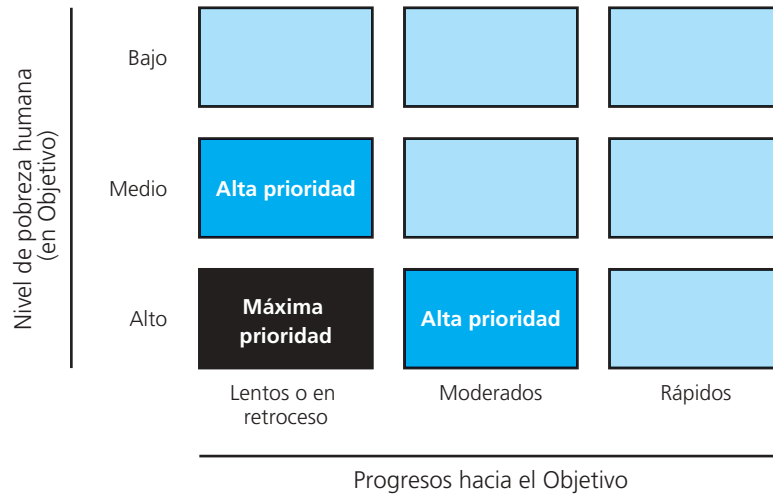 Nivel de pobreza humana
(en Objetivo)
Bajo
Medio
Alta prioridad
Alto
Máxima
prioridad
Alta prioridad
Lentos o en
retroceso
Moderados
Rápidos
Progresos hacia el Objetivo